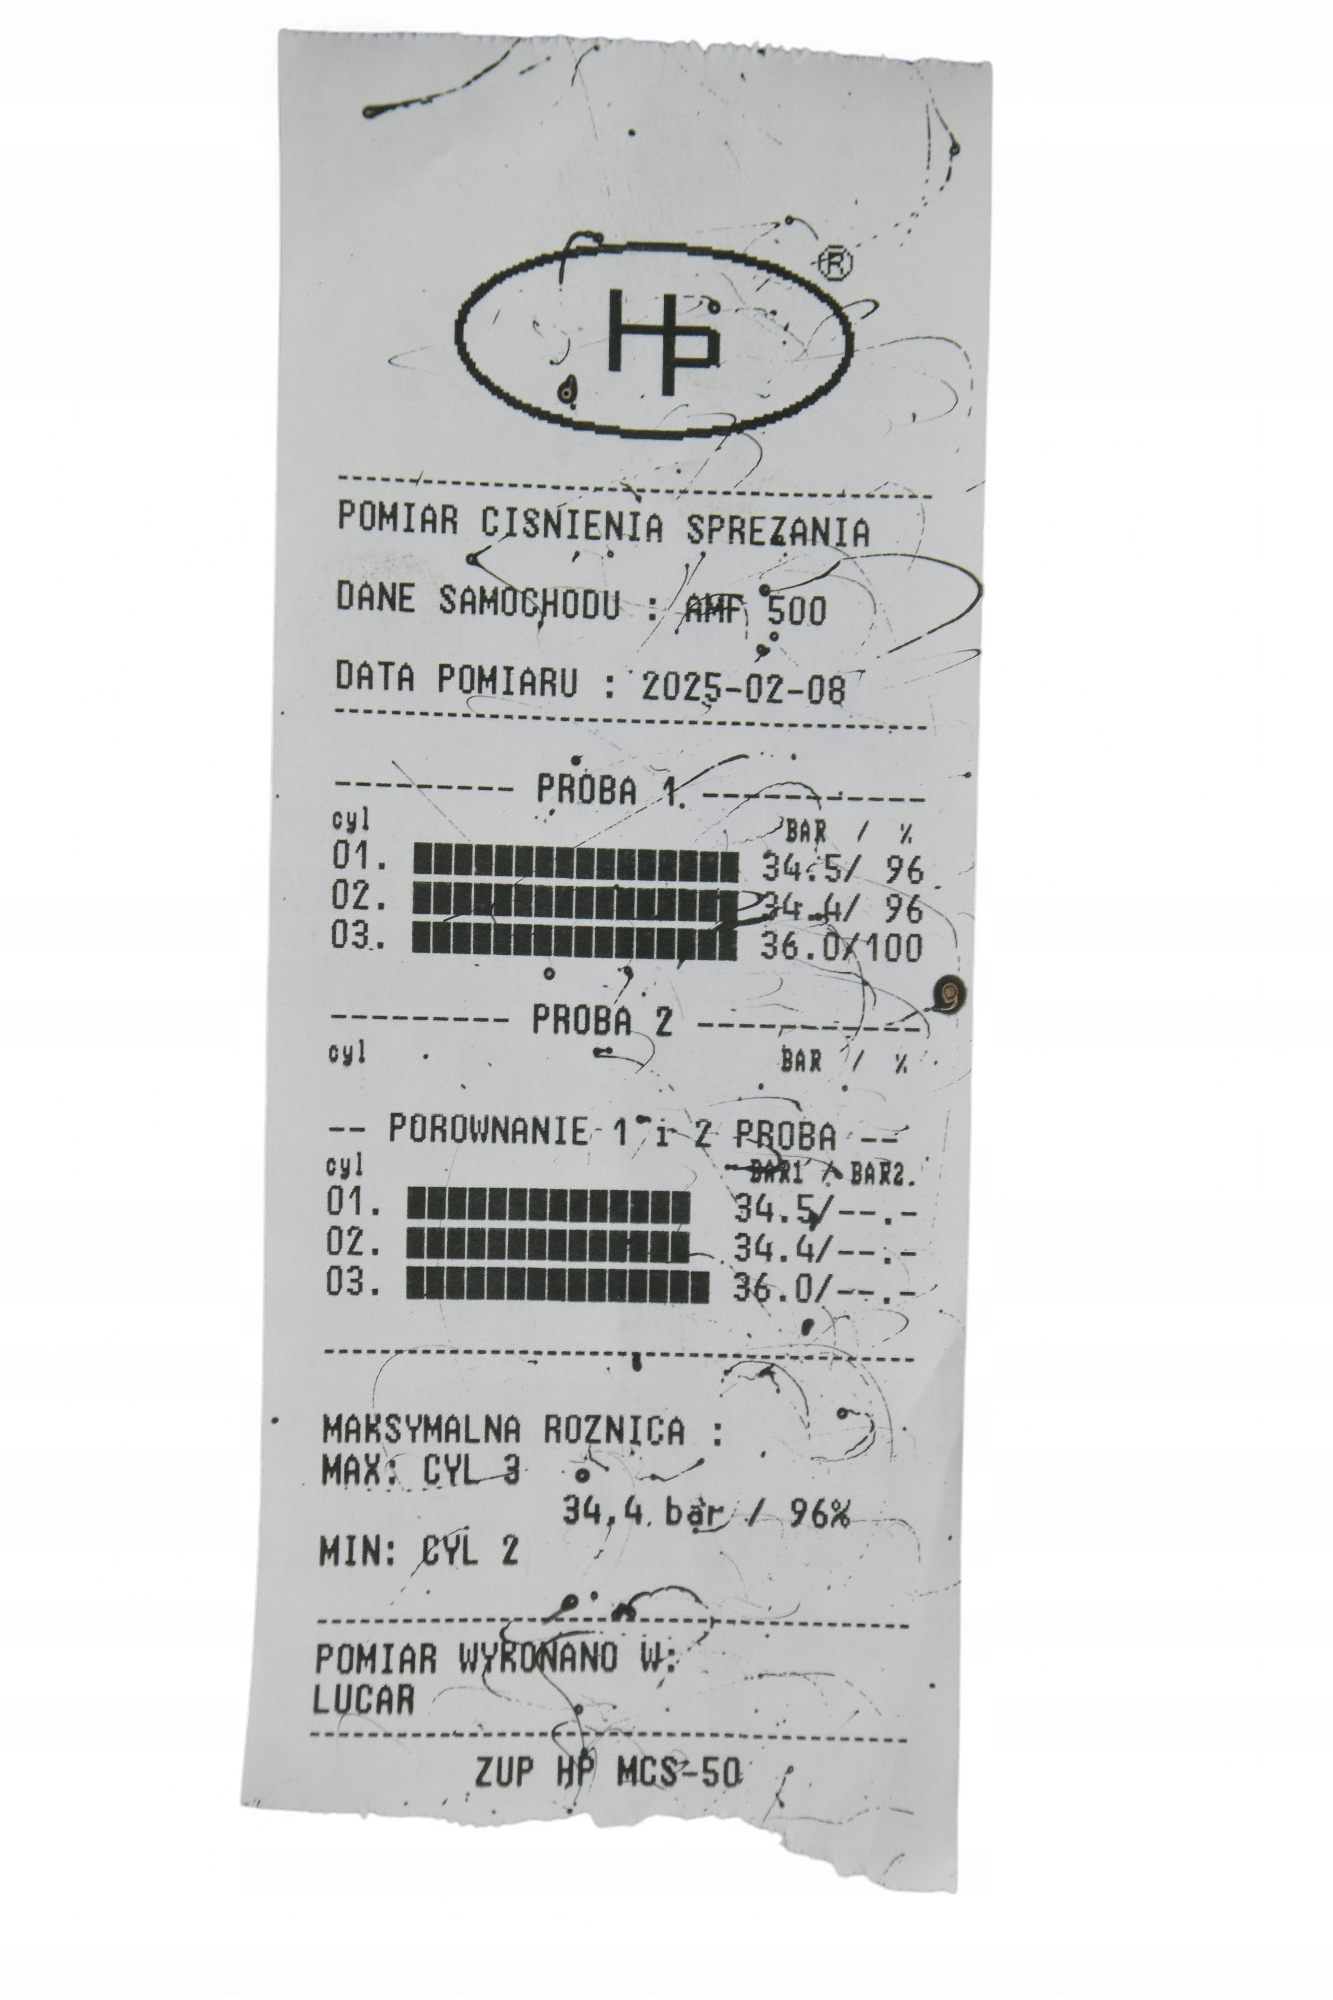 HP ®
POMIAR CISNIENIA SPREZANIA
DANE SAMOCHODU : AMF 500
DATA POMIARU : 2025-02-08
--------- PROBA 1 -----------
cyl BAR / %
01. 34.5/ 96
02. 34.4/ 96
03. 36.0/100
--------- PROBA 2 -----------
cyl BAR / %
-- POROWNANIE 1 i 2 PROBA --
cyl BAR1 / BAR2
01. 34.5/--.-
02. 34.4/--.-
03. 36.0/--.-
MAKSYMALNA ROZNICA :
MAX: CYL 3
34,4 bar / 96%
MIN: CYL 2
POMIAR WYKONANO W:
LUCAR
ZUP HP MCS-50